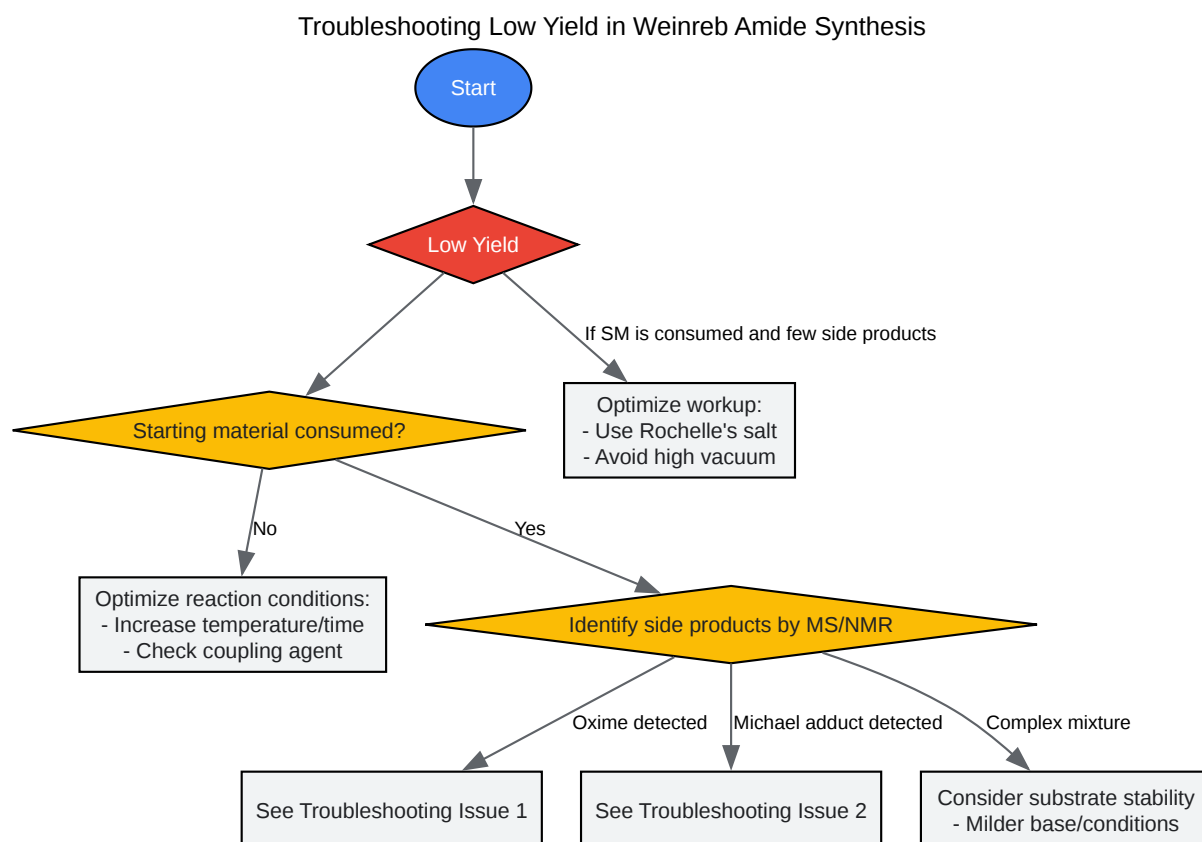 Troubleshooting Low Yield in Weinreb Amide Synthesis
Start
Low Yield
If SM is consumed and few side products
Starting material consumed?
Optimize workup:
- Use Rochelle's salt
- Avoid high vacuum
No
Yes
Optimize reaction conditions:
- Increase temperature/time
- Check coupling agent
Identify side products by MS/NMR
Oxime detected
Michael adduct detected
Complex mixture
See Troubleshooting Issue 1
See Troubleshooting Issue 2
Consider substrate stability
- Milder base/conditions